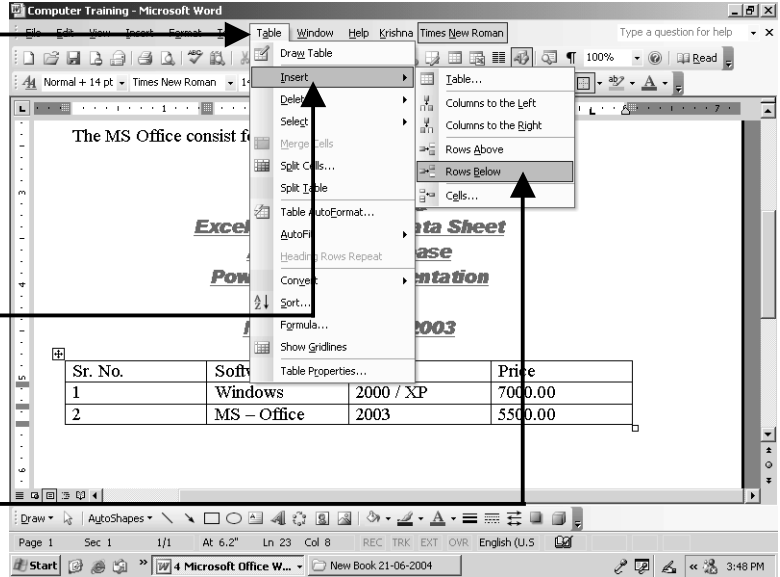 Computer Training - Microsoft Word
File Edit View Insert Format Table Window Help Krishna Times New Roman Type a question for help
100% Read
Normal + 14 pt Times New Roman
Draw Table
Insert
Delete
Select
Merge Cells
Split Cells...
Split Table
Table AutoFormat...
AutoFit
Heading Rows Repeat
Convert
Sort...
Formula...
Show Gridlines
Table Properties...
Table...
Columns to the Left
Columns to the Right
Rows Above
Rows Below
Cells...
The MS Office consist
Excel Sheet
2003
Sr. No. Price
1 Windows 2000 / XP 7000.00
2 MS – Office 2003 5500.00
Draw AutoShapes
Page 1 Sec 1 1/1 At 6.2" Ln 23 Col 8 REC TRK EXT OVR English (U.S
Start 4 Microsoft Office W... New Book 21-06-2004 3:48 PM